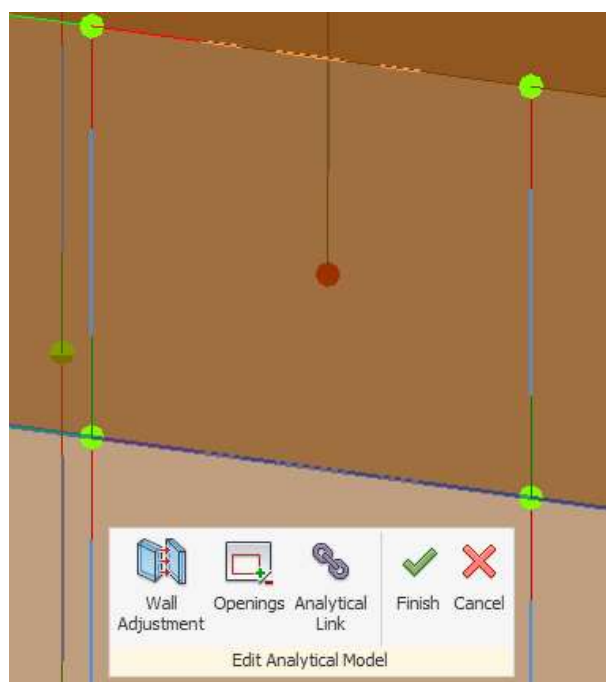 Wall Adjustment
Openings
Analytical Link
Finish
Cancel
Edit Analytical Model